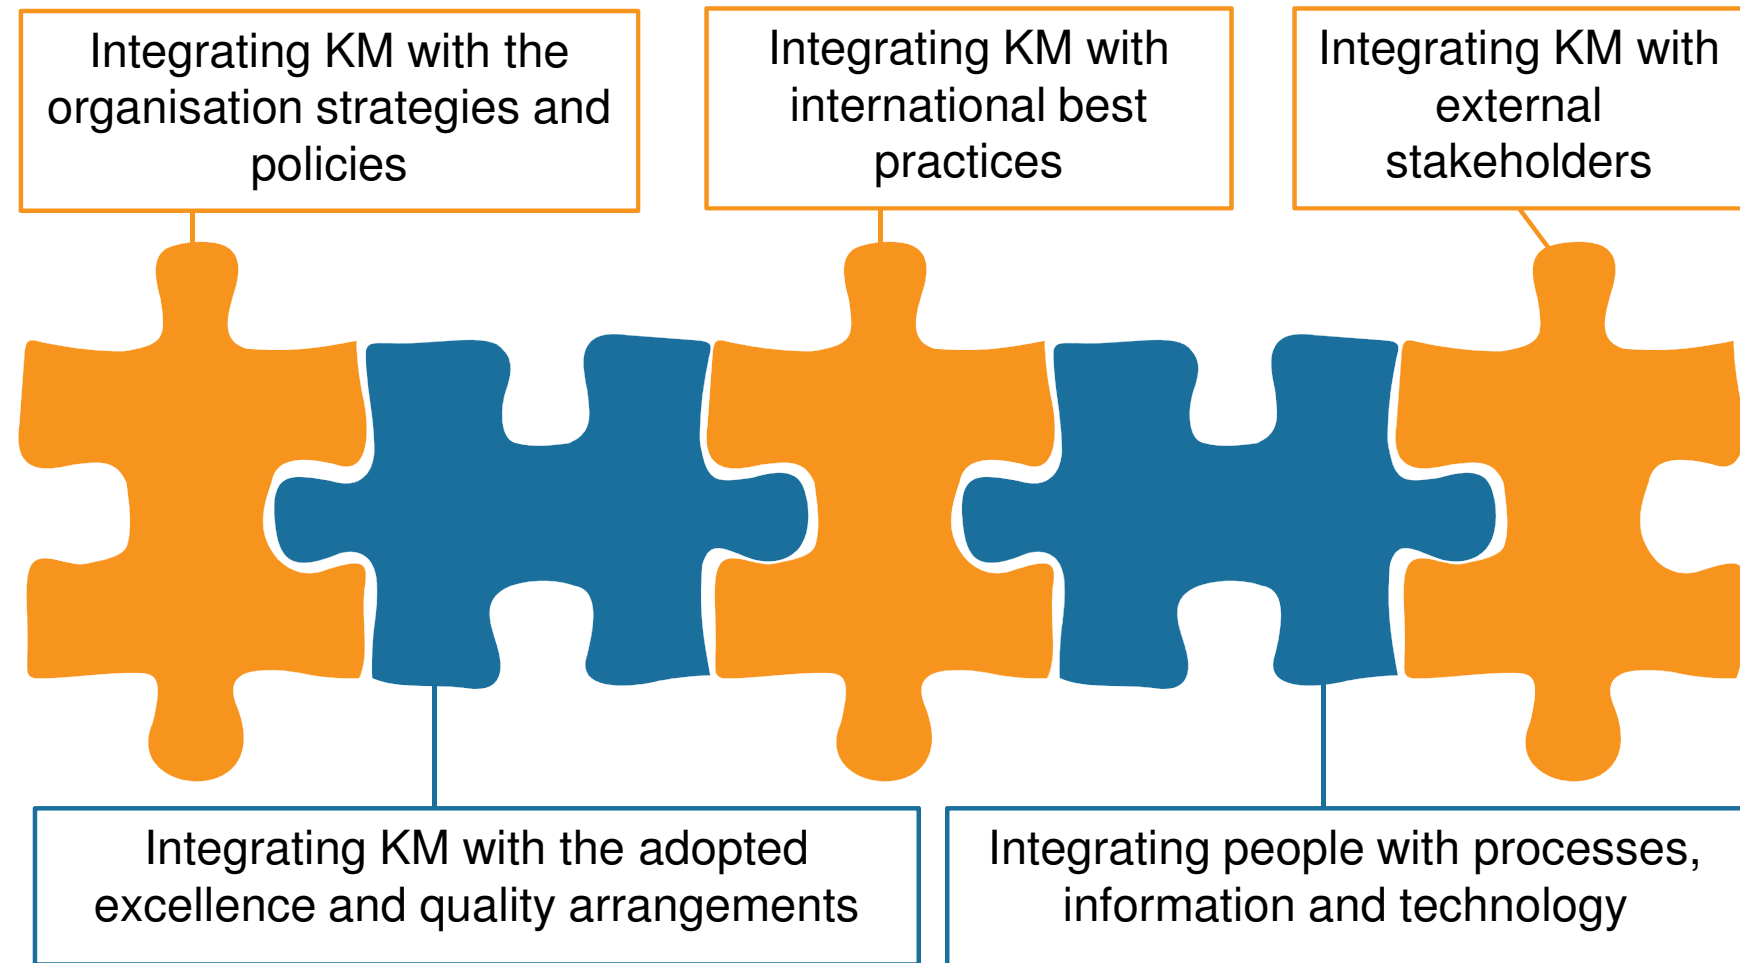 Integrating KM with the
organisation strategies and
policies
Integrating KM with
international best
practices
Integrating KM with
external
stakeholders
Integrating KM with the adopted
excellence and quality arrangements
Integrating people with processes,
information and technology